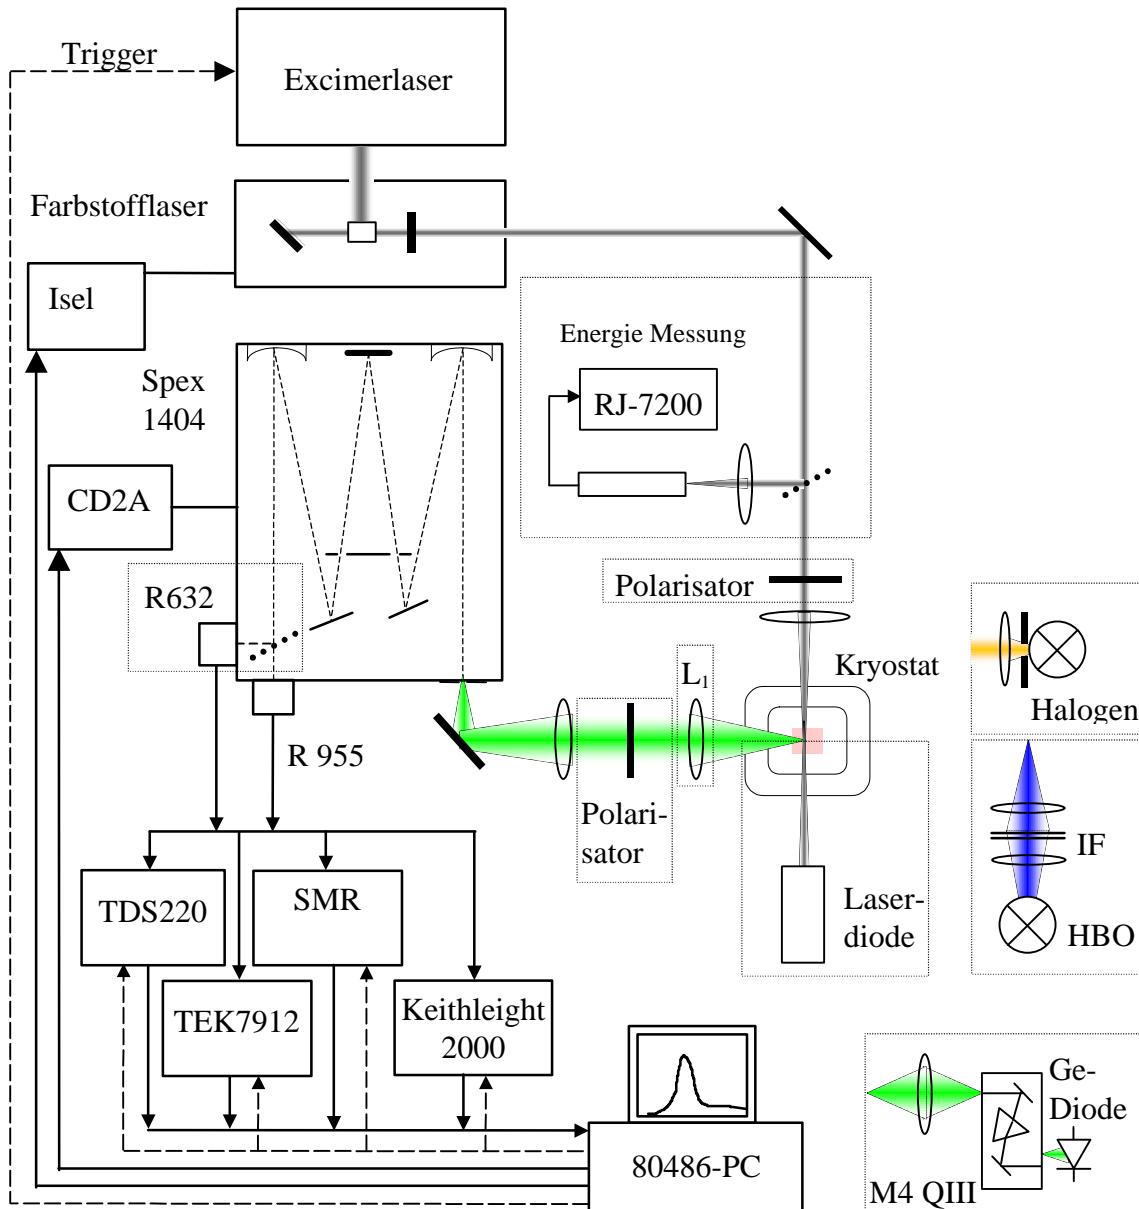 Trigger
Excimerlaser
Farbstofflaser
Isel
Energie Messung
Spex
1404
RJ-7200
CD2A
Polarisator
R632
Kryostat
L1
Halogen
R 955
Polari-
sator
IF
Laser-
diode
HBO
TDS220
SMR
TEK7912
Keithleight
2000
Ge-
Diode
80486-PC
M4 QIII